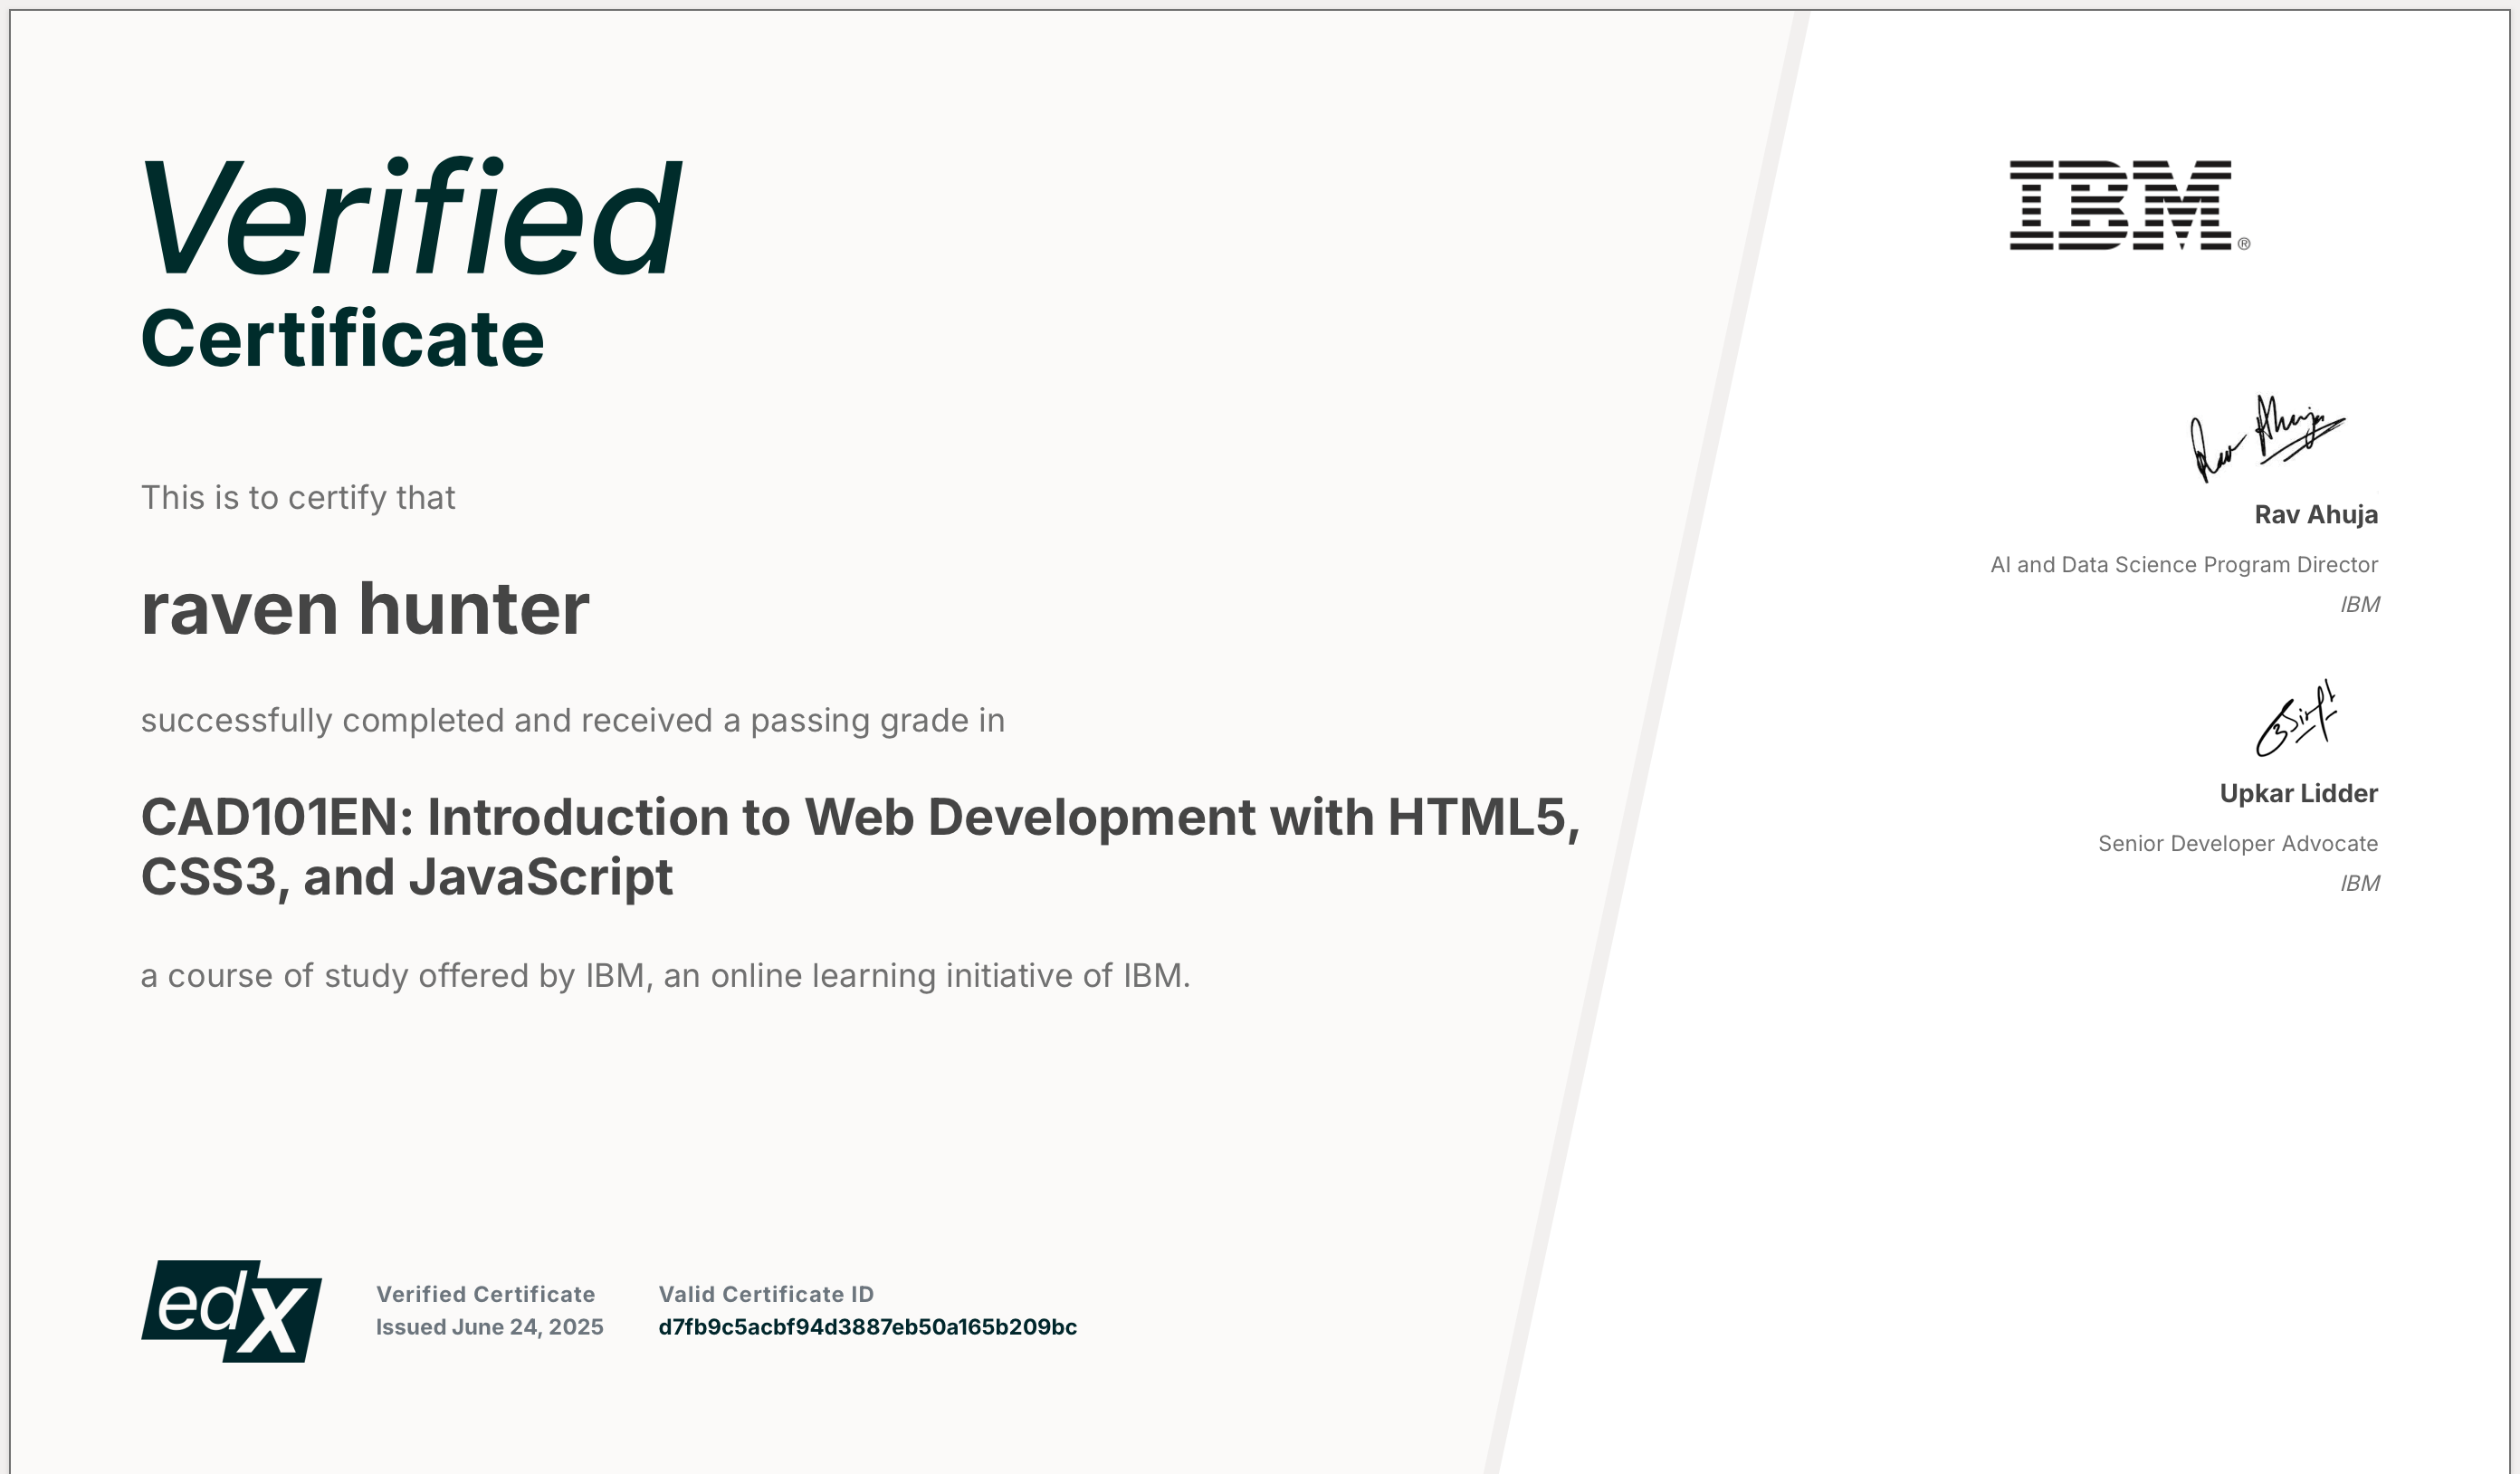 Verified
Certificate
This is to certify that
raven hunter
successfully completed and received a passing grade in
CAD101EN: Introduction to Web Development with HTML5,
CSS3, and JavaScript
a course of study offered by IBM, an online learning initiative of IBM.
edX
Verified Certificate
Issued June 24, 2025
Valid Certificate ID
d7fb9c5acbf94d3887eb50a165b209bc
IBM®
Rav Ahuja
Rav Ahuja
AI and Data Science Program Director
IBM
Upkar Lidder
Senior Developer Advocate
IBM